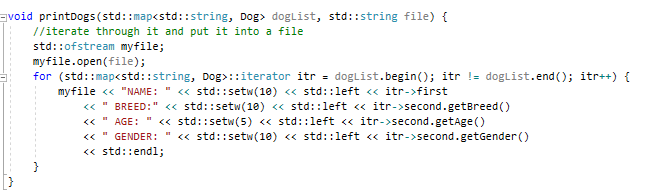 void printDogs(std::map<std::string, Dog> dogList, std::string file) {
    //iterate through it and put it into a file
    std::ofstream myfile;
    myfile.open(file);
    for (std::map<std::string, Dog>::iterator itr = dogList.begin(); itr != dogList.end(); itr++) {
        myfile << "NAME: " << std::setw(10) << std::left << itr->first
            << " BREED:" << std::setw(10) << std::left << itr->second.getBreed()
            << " AGE: " << std::setw(5) << std::left << itr->second.getAge()
            << " GENDER: " << std::setw(10) << std::left << itr->second.getGender()
            << std::endl;
    }
}